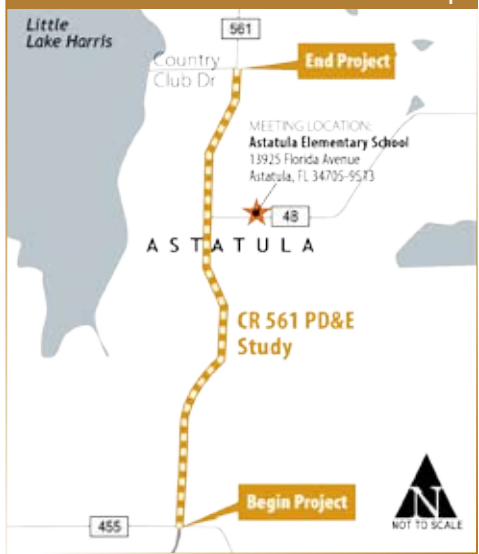 Little
Lake Harris
561
Country
Club Dr
End Project
MEETING LOCATION:
Astatula Elementary School
13925 Florida Avenue
Astatula, FL 34705-9513
48
ASTATULA
CR 561 PD&E
Study
Begin Project
455
N
NOT TO SCALE